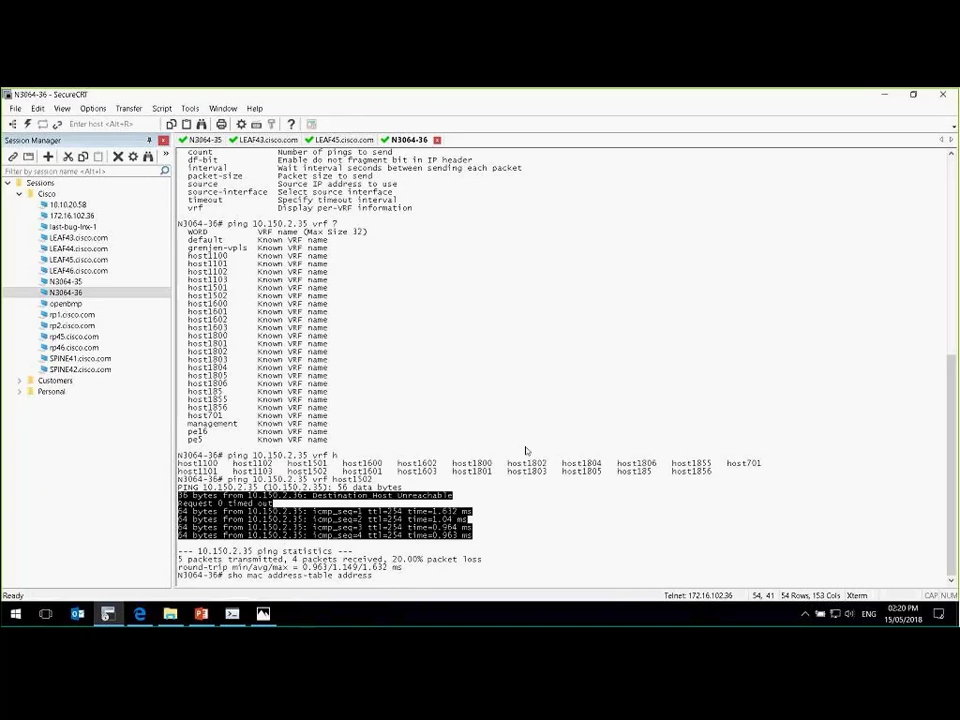 N3064-36 - SecureCRT
File Edit View Options Transfer Script Tools Window Help
Enter host <Alt+R>
Session Manager
N3064-35 LEAF43.cisco.com LEAF45.cisco.com N3064-36
Filter by session name <Alt+I>
Sessions
Cisco
10.10.20.58
172.16.102.36
last-bug-lnx-1
LEAF43.cisco.com
LEAF44.cisco.com
LEAF45.cisco.com
LEAF46.cisco.com
N3064-35
N3064-36
openbmp
rp1.cisco.com
rp2.cisco.com
rp45.cisco.com
rp46.cisco.com
SPINE41.cisco.com
SPINE42.cisco.com
Customers
Personal
count Number of pings to send
df-bit Enable do not fragment bit in IP header
interval Wait interval seconds between sending each packet
packet-size Packet size to send
source Source IP address to use
source-interface Select source interface
timeout Specify timeout interval
vrf Display per-VRF information
N3064-36# ping 10.150.2.35 vrf ?
WORD VRF name (Max Size 32)
default Known VRF name
grenjen-vpls Known VRF name
host1100 Known VRF name
host1101 Known VRF name
host1102 Known VRF name
host1103 Known VRF name
host1501 Known VRF name
host1502 Known VRF name
host1600 Known VRF name
host1601 Known VRF name
host1602 Known VRF name
host1603 Known VRF name
host1800 Known VRF name
host1801 Known VRF name
host1802 Known VRF name
host1803 Known VRF name
host1804 Known VRF name
host1805 Known VRF name
host1806 Known VRF name
host185 Known VRF name
host1855 Known VRF name
host1856 Known VRF name
host701 Known VRF name
management Known VRF name
pe16 Known VRF name
pe5 Known VRF name
N3064-36# ping 10.150.2.35 vrf h
host1100 host1102 host1501 host1600 host1602 host1800 host1802 host1804 host1806 host1855 host701
host1101 host1103 host1502 host1601 host1603 host1801 host1803 host1805 host185 host1856
N3064-36# ping 10.150.2.35 vrf host1502
PING 10.150.2.35 (10.150.2.35): 56 data bytes
36 bytes from 10.150.2.36: Destination Host Unreachable
Request 0 timed out
64 bytes from 10.150.2.35: icmp_seq=1 ttl=254 time=1.632 ms
64 bytes from 10.150.2.35: icmp_seq=2 ttl=254 time=1.04 ms
64 bytes from 10.150.2.35: icmp_seq=3 ttl=254 time=0.964 ms
64 bytes from 10.150.2.35: icmp_seq=4 ttl=254 time=0.963 ms
--- 10.150.2.35 ping statistics ---
5 packets transmitted, 4 packets received, 20.00% packet loss
round-trip min/avg/max = 0.963/1.149/1.632 ms
N3064-36# sho mac address-table address
Ready Telnet: 172.16.102.36 54, 41 54 Rows, 153 Cols Xterm CAP NUM
ENG
02:20 PM
15/05/2018